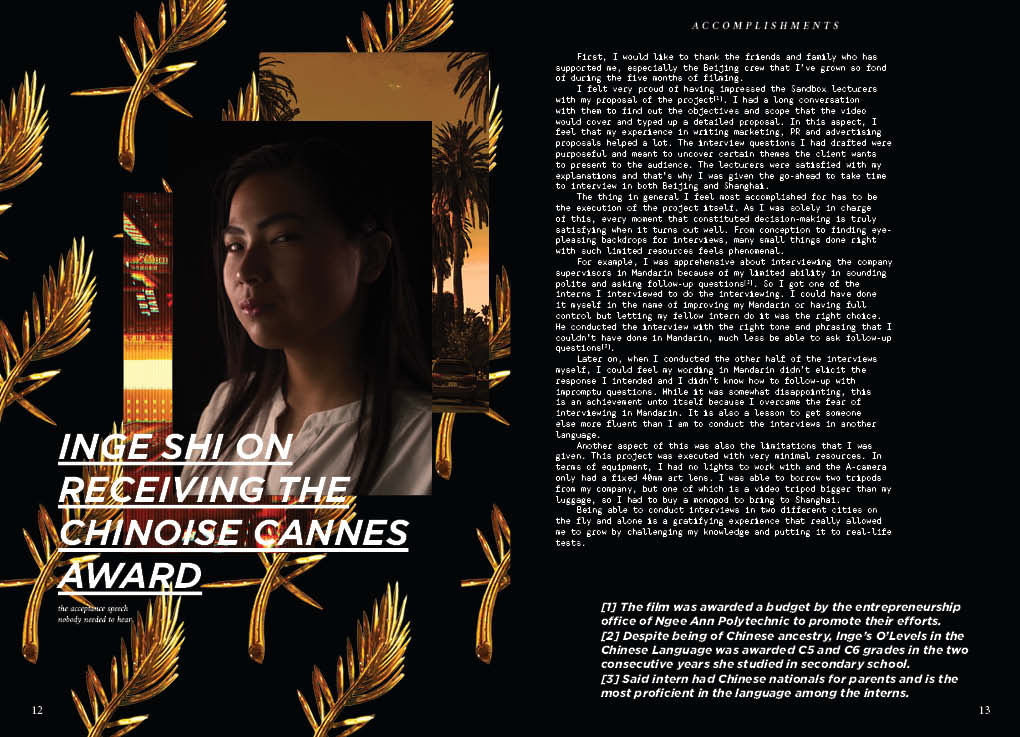 INGE SHI ON
RECEIVING THE
CHINOISE CANNES
AWARD
the acceptance speech
nobody needed to hear
12
ACCOMPLISHMENTS
First, I would like to thank the friends and family who has
supported me, especially the Beijing crew that I've grown so fond
of during the five months of filming.
I felt very proud of having impressed the Sandbox lecturers
with my proposal of the project[1]. I had a long conversation
with them to find out the objectives and scope that the video
would cover and typed up a detailed proposal. In this aspect, I
feel that my experience in writing marketing, PR and advertising
proposals helped a lot. The interview questions I had drafted were
purposeful and meant to uncover certain themes the client wants
to present to the audience. The lecturers were satisfied with my
explanations and that's why I was given the go-ahead to take time
to interview in both Beijing and Shanghai.
The thing in general I feel most accomplished for has to be
the execution of the project itself. As I was solely in charge
of this, every moment that constituted decision-making is truly
satisfying when it turns out well. From conception to finding eye-
pleasing backdrops for interviews, many small things done right
with such limited resources feels phenomenal.
For example, I was apprehensive about interviewing the company
supervisors in Mandarin because of my limited ability in sounding
polite and asking follow-up questions[2]. So I got one of the
interns I interviewed to do the interviewing. I could have done
it myself in the name of improving my Mandarin or having full
control but letting my fellow intern do it was the right choice.
He conducted the interview with the right tone and phrasing that I
couldn't have done in Mandarin, much less be able to ask follow-up
questions[3].
Later on, when I conducted the other half of the interviews
myself, I could feel my wording in Mandarin didn't elicit the
response I intended and I didn't know how to follow-up with
impromptu questions. While it was somewhat disappointing, this
is an achievement unto itself because I overcame the fear of
interviewing in Mandarin. It is also a lesson to get someone
else more fluent than I am to conduct the interviews in another
language.
Another aspect of this was also the limitations that I was
given. This project was executed with very minimal resources. In
terms of equipment, I had no lights to work with and the A-camera
only had a fixed 40mm art lens. I was able to borrow two tripods
from my company, but one of which is a video tripod bigger than my
luggage, so I had to buy a monopod to bring to Shanghai.
Being able to conduct interviews in two different cities on
the fly and alone is a gratifying experience that really allowed
me to grow by challenging my knowledge and putting it to real-life
tests.
[1] The film was awarded a budget by the entrepreneurship
office of Ngee Ann Polytechnic to promote their efforts.
[2] Despite being of Chinese ancestry, Inge's O'Levels in the
Chinese Language was awarded C5 and C6 grades in the two
consecutive years she studied in secondary school.
[3] Said intern had Chinese nationals for parents and is the
most proficient in the language among the interns.
13